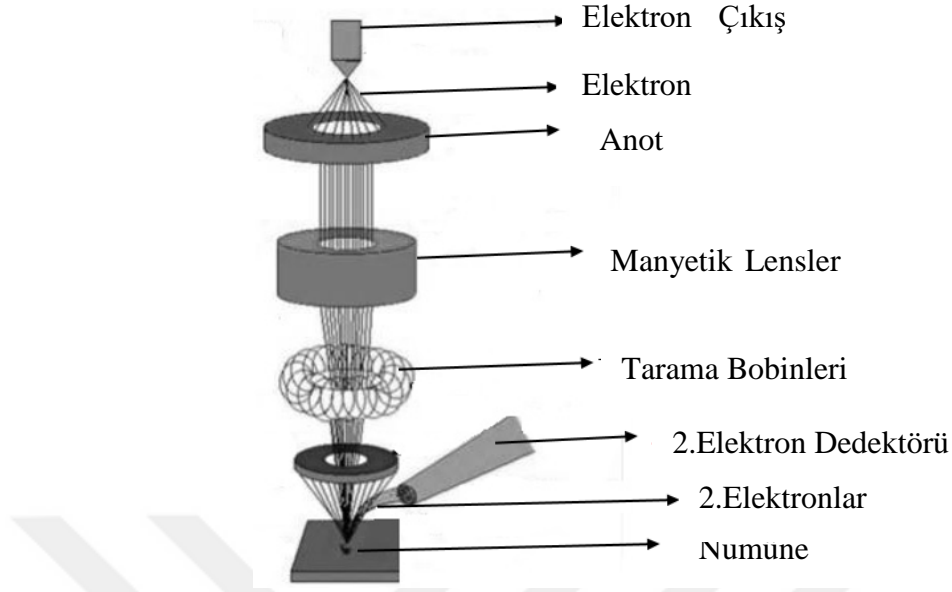 Elektron Çıkış
Elektron
Anot
Manyetik Lensler
Tarama Bobinleri
2.Elektron Dedektörü
2.Elektronlar
Numune